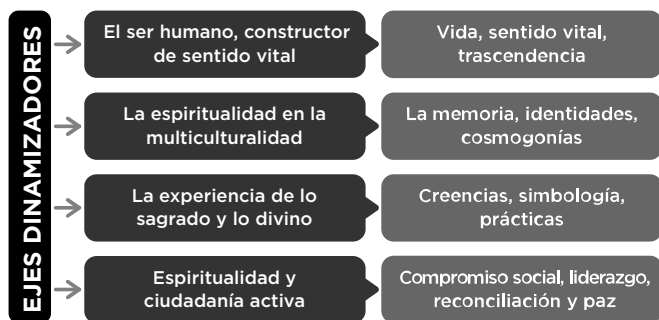 EJES DINAMIZADORES
El ser humano, constructor
de sentido vital
Vida, sentido vital,
trascendencia
La espiritualidad en la
multiculturalidad
La memoria, identidades,
cosmogonías
La experiencia de lo
sagrado y lo divino
Creencias, simbología,
prácticas
Espiritualidad y
ciudadanía activa
Compromiso social, liderazgo,
reconciliación y paz